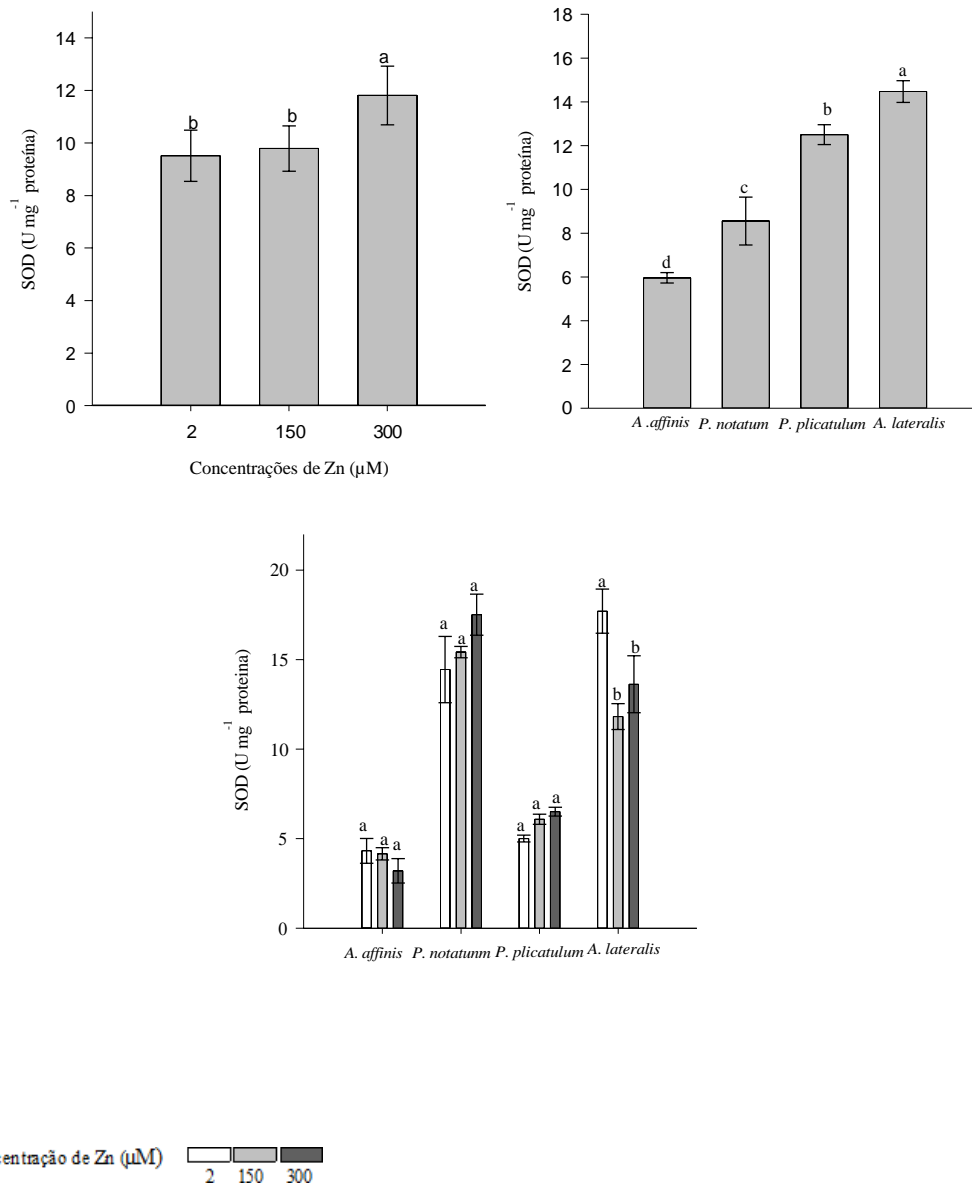 14
12
10
8
6
4
2
0
SOD (U mg-1 proteína)
b
b
a
2 150 300
Concentrações de Zn (µM)
18
16
14
12
10
8
6
4
2
0
SOD (U mg-1 proteína)
d
c
b
a
A .affinis P. notatum P. plicatulum A. lateralis
20
15
10
5
0
SOD (U mg-1 proteina)
a a a
a a a
a a a
a b b
A. affinis P. notatunm P. plicatulum A. lateralis
de Zn (µM)
2 150 300